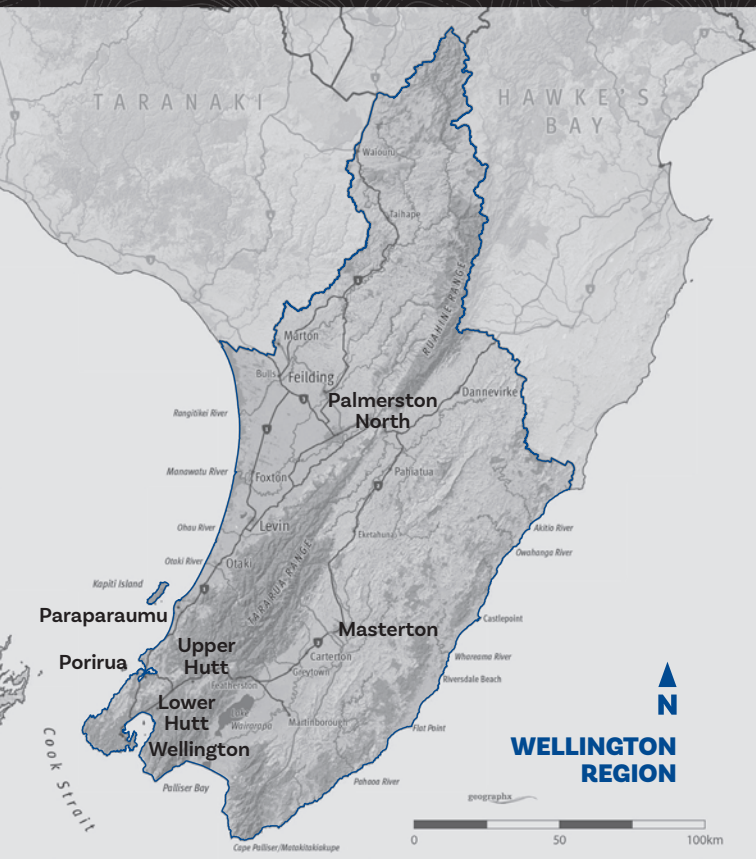 TARANAKI
HAWKE'S
BAY
Waiouru
Taihape
RUAHINE RANGE
Marton
Bulls
Feilding
Palmerston
North
Dannevirke
Rangitikei River
Manawatu River
Foxton
Pahiatua
Ohau River
Levin
Akitio River
Eketahuna
Owahanga River
Otaki River
Otaki
Kapiti Island
TARARUA RANGE
Paraparaumu
Castlepoint
Masterton
Upper
Hutt
Porirua
Carterton
Whareama River
Greytown
Riversdale Beach
Featherston
Lower
Hutt
Lake
Wairarapa
Martinborough
Flat Point
Wellington
Cook Strait
Palliser Bay
Pahaoa River
N
WELLINGTON
REGION
geographx
0 50 100km
Cape Palliser/Matakitakiakupe